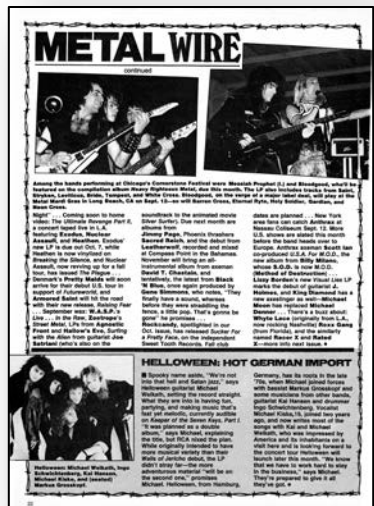 METAL WIRE
continued
Among the bands performing at Chicago's Cornerstone Festival were Messiah Prophet (l.) and Bloodgood, who'll be
featured on the compilation album Heavy Righteous Metal, due this month. The LP also includes tracks from Saint,
Stryken, Leviticus, Bride, Tempest, and White Cross. Bloodgood, on the verge of a major label deal, will play at the
Metal Mardi Gras in Long Beach, CA on Sept. as will Barren Cross, Eternal Ryte, Holy Soldier, Gardian, and
Neon Cross.
Night" . . . Coming soon to home
video: The Ultimate Revenge Part II,
a concert taped live in L.A.
featuring Exodus, Nuclear
Assault, and Heathen. Exodus'
new LP is due out Oct. 7, while
Heathen is now vinylized on
Breaking the Silence, and Nuclear
Assault, now revving up for a fall
tour, has issued The Plague . . .
Denmark's Pretty Maids will soon
arrive for their debut U.S. tour in
support of Futureworld, and
Armored Saint will hit the road
with their new release, Raising Fear
. . . September wax: W.A.S.P.'s
Live . . . In the Raw, Zoetrope's
Street Metal, LPs from Agnostic
Front and Hallow's Eve, Surfing
with the Alien from guitarist Joe
Satriani (who's also on the
soundtrack to the animated movie
Silver Surfer). Due next month are
albums from
Jimmy Page, Phoenix thrashers
Sacred Reich, and the debut from
Leatherwolf, recorded and mixed
at Compass Point in the Bahamas.
November will bring an all-
instrumental album from axeman
David T. Chastain, and
tentatively, the latest from Black
'N Blue, once again produced by
Gene Simmons, who notes, "They
finally have a sound, whereas
before they were straddling the
fence, a little pop. That's gonna be
gone" . . .
Rockcandy, spotlighted in our
Oct. issue, has released Sucker For
a Pretty Face, on the independent
Sweet Tooth Records. Fall club
dates are planned . . . New York
area fans can catch Anthrax at
Nassau Coliseum Sept. 12. More
U.S. shows are slated this month
before the band heads over to
Europe. Anthrax axeman Scott Ian
co-produced U.S.A. For M.O.D., the
new album from Billy Milano,
whose S.O.D. is now M.O.D.
(Method of Destruction) . . .
Lizzy Borden's new Visual Lies LP
marks the debut of guitarist J.
Holmes, and King Diamond has a
new axeslinger as well—Michael
Moon has replaced Michael
Denner . . . There's a buzz about:
Whyte Lace (originally from L.A.,
now rocking Nashville) Roxx Gang
(from Florida), and the similarly
named Racer X and Rated
X—more info next issue.
HELLOWEEN: HOT GERMAN IMPORT
Spooky name aside, "We're not
into that hell and Satan jazz," says
Helloween guitarist Michael
Weikath, setting the record straight.
What they are into is having fun,
partying, and making music that's
fast yet melodic, currently audible
on Keeper of the Seven Keys, Part I.
"It was planned as a double
album," says Michael, explaining
the title, but RCA nixed the plan.
While originally intended to have
more musical variety than their
Walls of Jericho debut, the LP
didn't stray far—the more
adventurous material "will be on
the second one," promises
Michael. Helloween, from Hamburg,
Germany, has its roots in the late
'70s, when Michael joined forces
with bassist Markus Grosskopf and
some musicians from other bands,
guitarist Kai Hansen and drummer
Ingo Schwichtenberg. Vocalist
Michael Kiske, joined two years
ago, and now writes most of the
songs with Kai and Michael
Weikath, who was impressed by
America and its inhabitants on a
visit here and is looking forward to
the concert tour Helloween will
launch later this month. "We know
that we have to work hard to stay
in the business," says Michael.
They're prepared to give it all
they've got.
Helloween: Michael Weikath, Ingo
Schwichtenberg, Kai Hansen,
Michael Kiske, and (seated)
Markus Grosskopf.